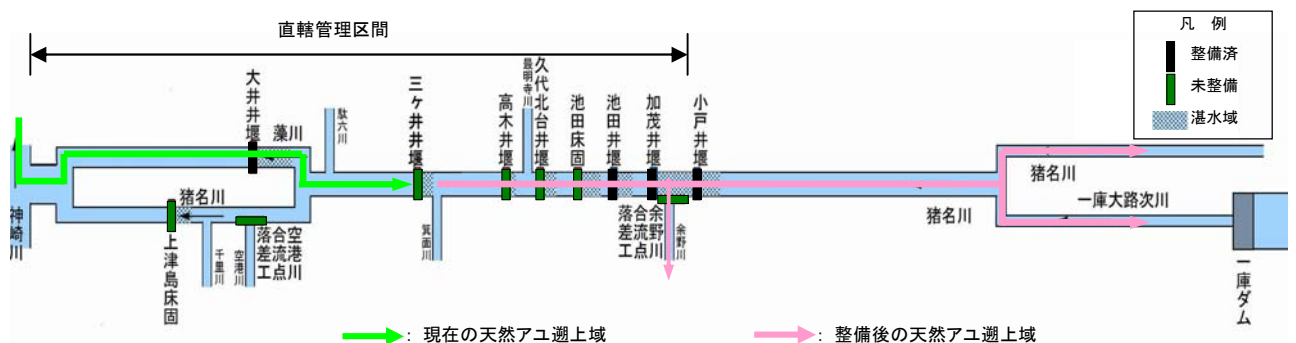 直轄管理区間
凡 例
整備済
未整備
湛水域
大井井堰
藻川
駄六川
三ケ井井堰
高木井堰
最明寺川
久代北台井堰
池田床固
池田井堰
加茂井堰
小戸井堰
猪名川
一庫大路次川
猪名川
猪名川
神崎川
上津島床固
千里川
空港川
空港川
合流点
落差工
箕面川
余野川
合流点
落差工
余野川
一庫ダム
: 現在の天然アユ遡上域
: 整備後の天然アユ遡上域